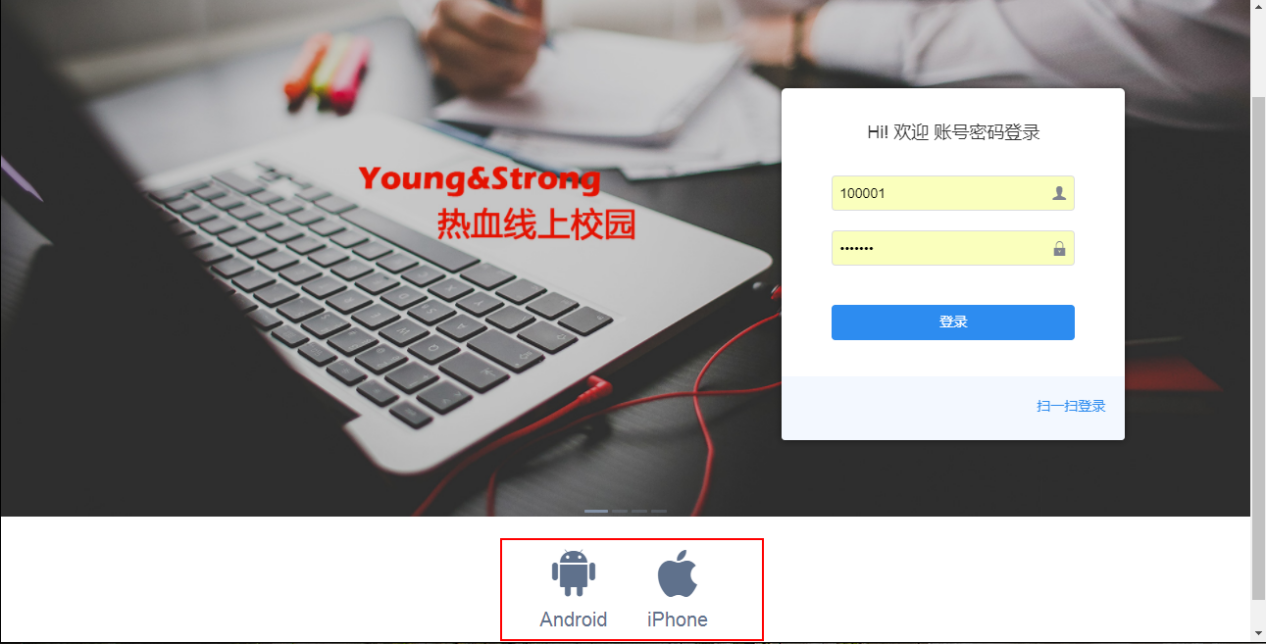 Young&Strong
热血线上校园
Hi! 欢迎 账号密码登录
100001
•••••••
登录
扫一扫登录
Android
iPhone